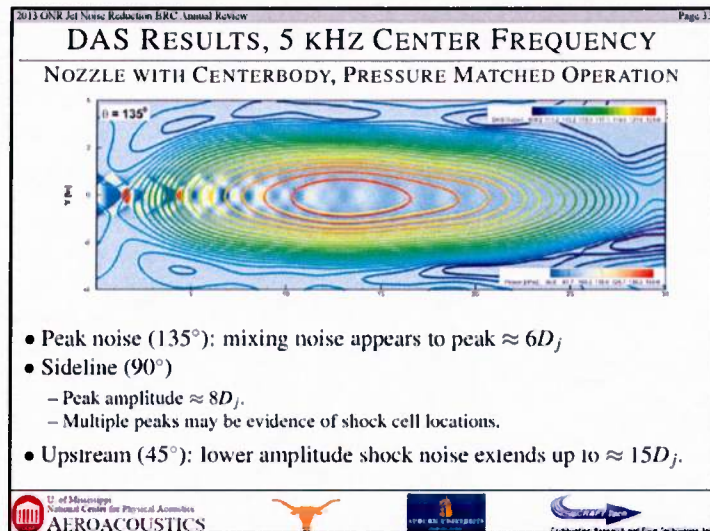 2013 ONR Jet Noise Reduction BRC Annual Review
DAS RESULTS, 5 KHZ CENTER FREQUENCY
NOZZLE WITH CENTERBODY, PRESSURE MATCHED OPERATION
θ = 135°
• Peak noise (135°): mixing noise appears to peak ≈ 6Dj
• Sideline (90°)
– Peak amplitude ≈ 8Dj.
– Multiple peaks may be evidence of shock cell locations.
• Upstream (45°): lower amplitude shock noise extends up to ≈ 15Dj.
U. of Mississippi
National Center for Physical Acoustics
AEROACOUSTICS